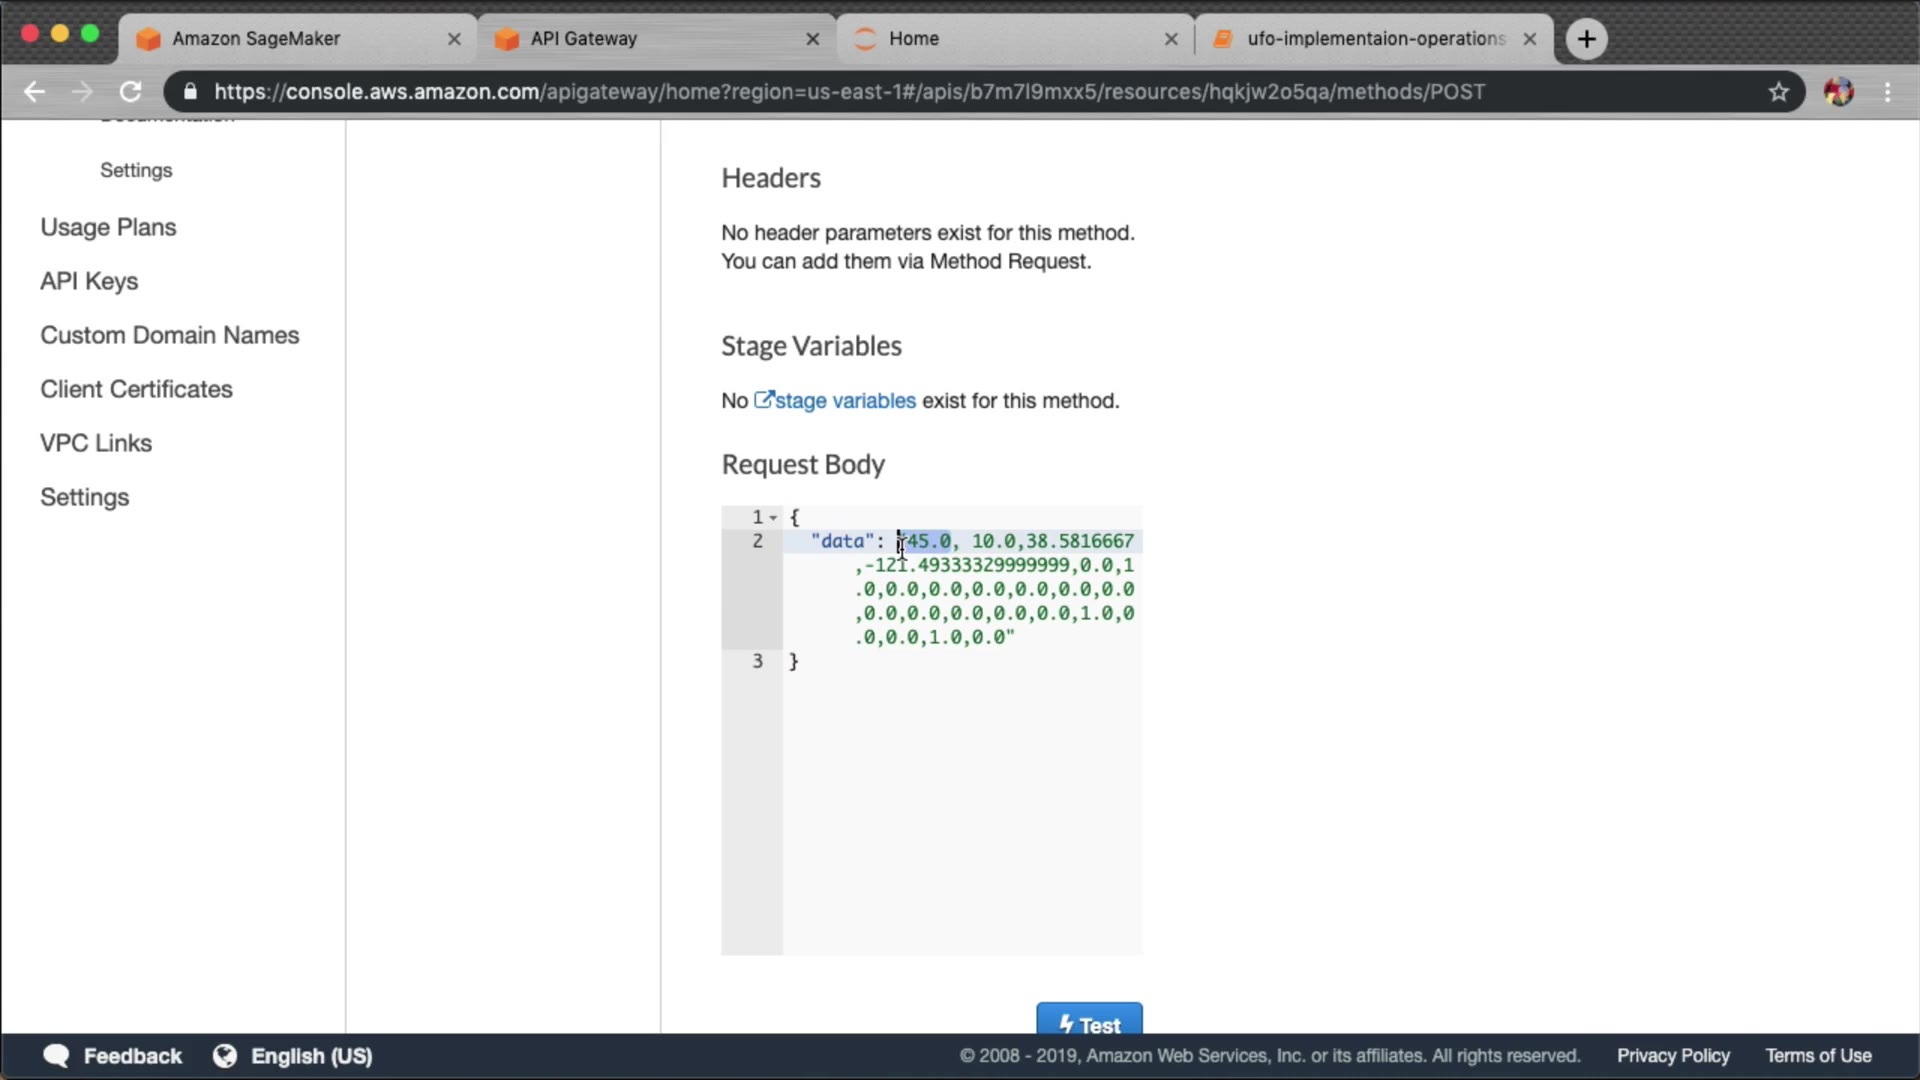 Amazon SageMaker
API Gateway
Home
ufo-implementaion-operations
https://console.aws.amazon.com/apigateway/home?region=us-east-1#/apis/b7m7l9mxx5/resources/hqkjw2o5qa/methods/POST
Documentation
Settings
Usage Plans
API Keys
Custom Domain Names
Client Certificates
VPC Links
Settings
Headers
No header parameters exist for this method.
You can add them via Method Request.
Stage Variables
No stage variables exist for this method.
Request Body
1 {
2 "data": "45.0, 10.0,38.5816667
,-121.49333329999999,0.0,1
.0,0.0,0.0,0.0,0.0,0.0,0.0
,0.0,0.0,0.0,0.0,0.0,1.0,0
.0,0.0,1.0,0.0"
3 }
Test
Feedback
English (US)
© 2008 - 2019, Amazon Web Services, Inc. or its affiliates. All rights reserved.
Privacy Policy
Terms of Use